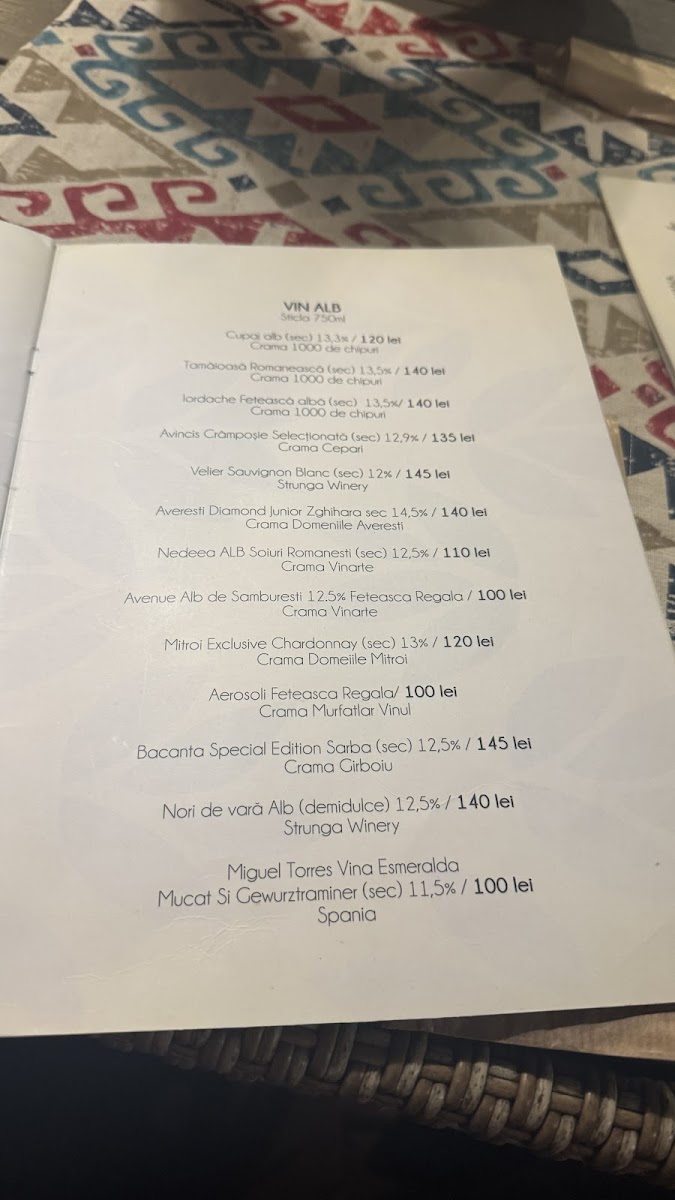 VIN ALB
Sticla 750ml
Cupaj alb (sec) 13,3% / 120 lei
Crama 1000 de chipuri
Tămâioasă Romanească (sec) 13,5% / 140 lei
Crama 1000 de chipuri
Iordache Fetească albă (sec) 13,5%/ 140 lei
Crama 1000 de chipuri
Avincis Crâmpoșie Selecționată (sec) 12,9% / 135 lei
Crama Cepari
Velier Sauvignon Blanc (sec) 12% / 145 lei
Strunga Winery
Averesti Diamond Junior Zghihara sec 14,5% / 140 lei
Crama Domeniile Averesti
Nedeea ALB Soiuri Romanesti (sec) 12,5% / 110 lei
Crama Vinarte
Avenue Alb de Samburesti 12.5% Feteasca Regala / 100 lei
Crama Vinarte
Mitroi Exclusive Chardonnay (sec) 13% / 120 lei
Crama Domeiile Mitroi
Aerosoli Feteasca Regala/ 100 lei
Crama Murfatlar Vinul
Bacanta Special Edition Sarba (sec) 12,5% / 145 lei
Crama Girboiu
Nori de vară Alb (demidulce) 12,5% / 140 lei
Strunga Winery
Miguel Torres Vina Esmeralda
Mucat Si Gewurztraminer (sec) 11,5% / 100 lei
Spania